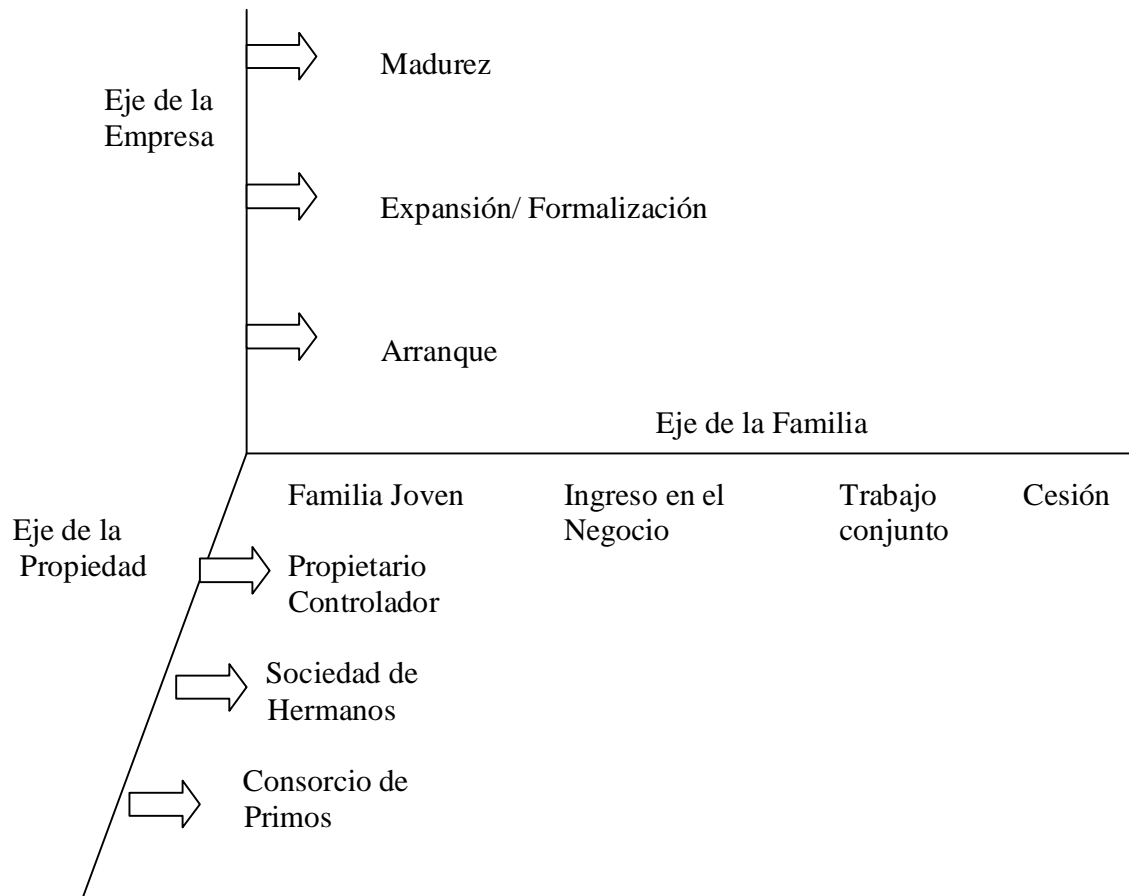 Madurez
Eje de la
Empresa
Expansión/ Formalización
Arranque
Eje de la Familia
Familia Joven
Ingreso en el
Negocio
Trabajo
conjunto
Cesión
Eje de la
Propiedad
Propietario
Controlador
Sociedad de
Hermanos
Consorcio de
Primos